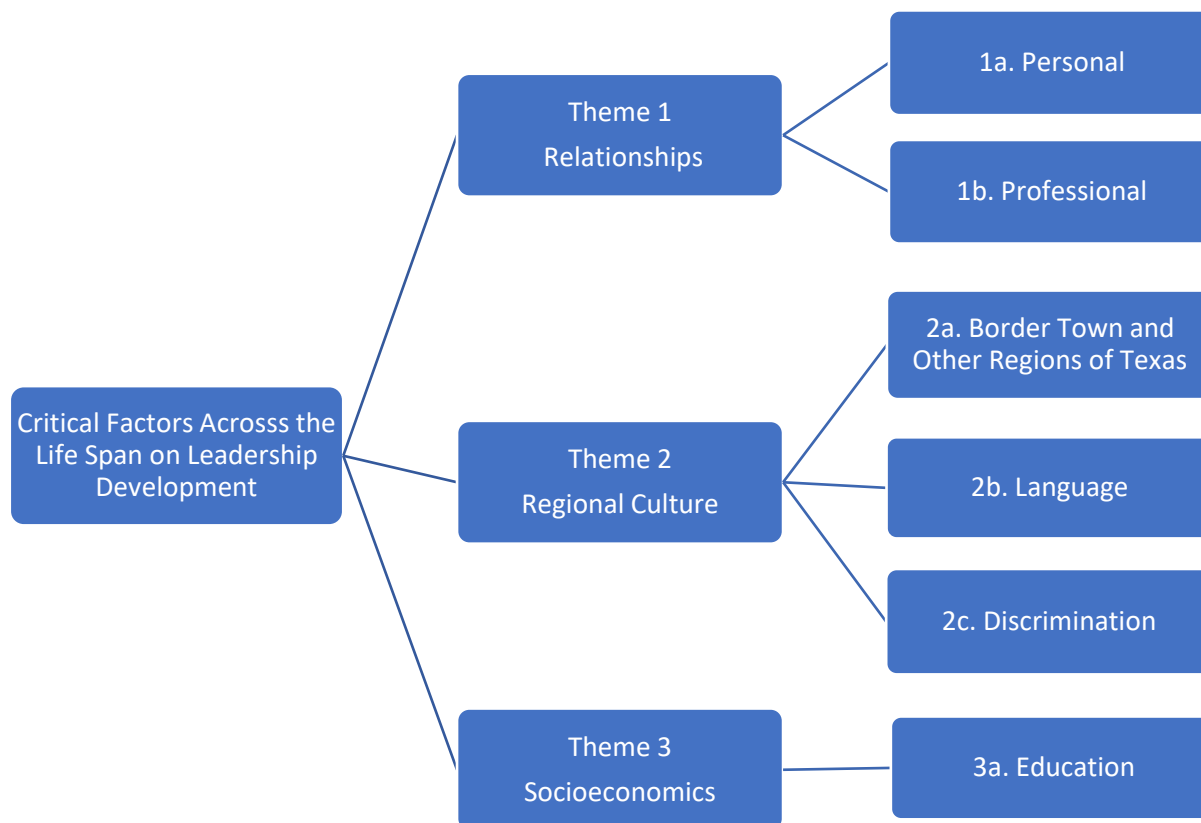 Critical Factors Acrosss the
Life Span on Leadership
Development
Theme 1
Relationships
1a. Personal
1b. Professional
Theme 2
Regional Culture
2a. Border Town and
Other Regions of Texas
2b. Language
2c. Discrimination
Theme 3
Socioeconomics
3a. Education